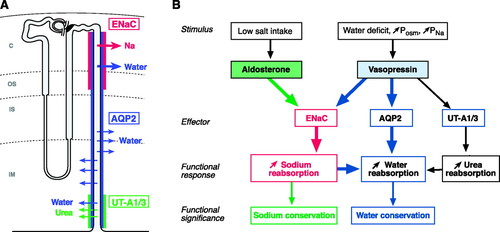 A
ENaC
Na
Water
C
OS
IS
AQP2
Water
IM
Water
Urea
UT-A1/3
B
Stimulus
Low salt intake
Water deficit, ↗Posm, ↗PNa
Aldosterone
Vasopressin
Effector
ENaC
AQP2
UT-A1/3
Functional
response
↗ Sodium
reabsorption
↗ Water
reabsorption
↗ Urea
reabsorption
Functional
significance
Sodium conservation
Water conservation